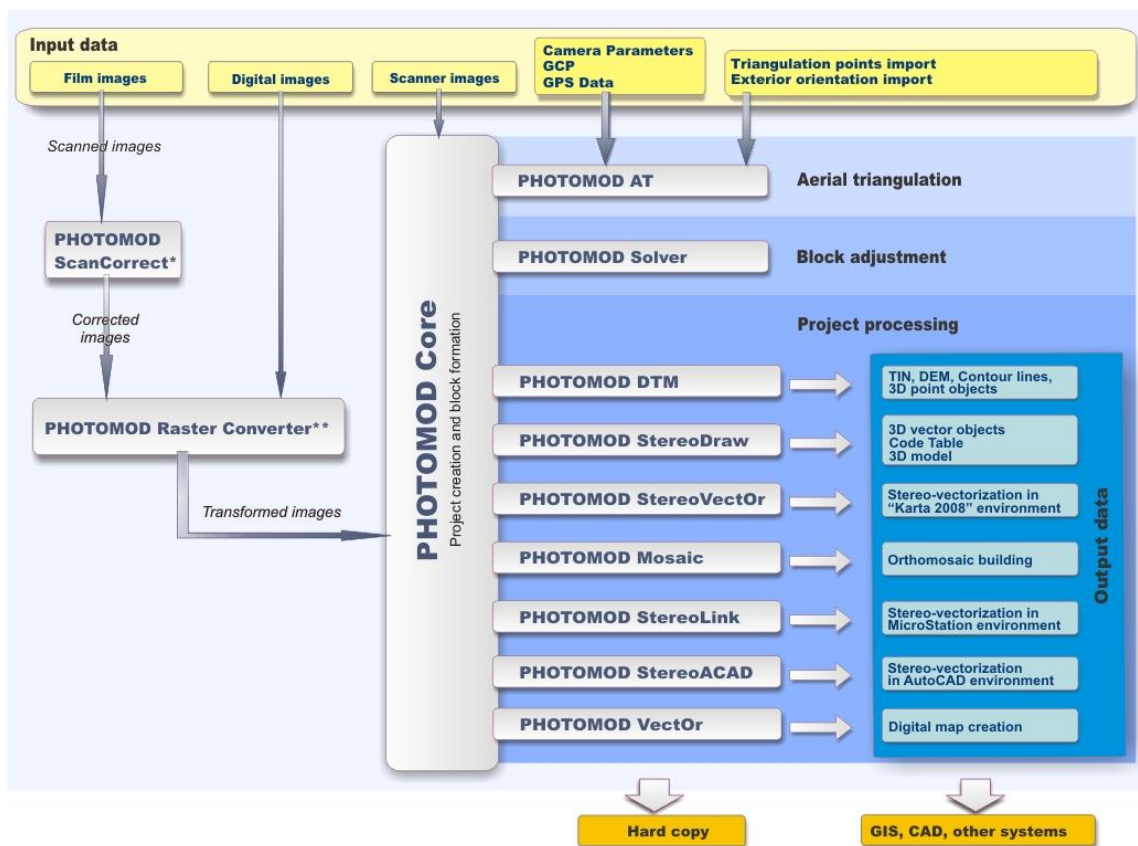 Input data
Film images
Digital images
Scanner images
Camera Parameters
GCP
GPS Data
Triangulation points import
Exterior orientation import
Scanned images
PHOTOMOD
ScanCorrect*
Corrected
images
PHOTOMOD Raster Converter**
Transformed images
PHOTOMOD Core
Project creation and block formation
PHOTOMOD AT
Aerial triangulation
PHOTOMOD Solver
Block adjustment
Project processing
PHOTOMOD DTM
TIN, DEM, Contour lines,
3D point objects
PHOTOMOD StereoDraw
3D vector objects
Code Table
3D model
PHOTOMOD StereoVectOr
Stereo-vectorization in
“Karta 2008” environment
PHOTOMOD Mosaic
Orthomosaic building
PHOTOMOD StereoLink
Stereo-vectorization in
MicroStation environment
PHOTOMOD StereoACAD
Stereo-vectorization
in AutoCAD environment
PHOTOMOD VectOr
Digital map creation
Output data
Hard copy
GIS, CAD, other systems